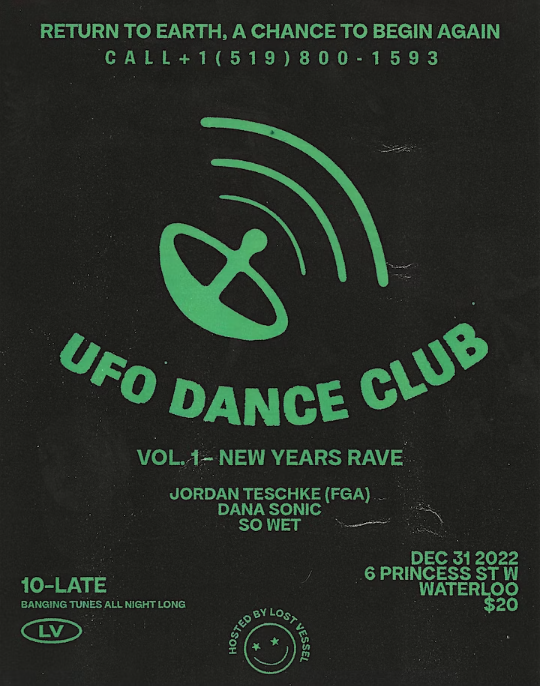 RETURN TO EARTH, A CHANCE TO BEGIN AGAIN
CALL+1(519)800-1593
UFO DANCE CLUB
VOL. 1 – NEW YEARS RAVE
JORDAN TESCHKE (FGA)
DANA SONIC
SO WET
10–LATE
BANGING TUNES ALL NIGHT LONG
LV
DEC 31 2022
6 PRINCESS ST W
WATERLOO
$20
HOSTED BY LOST VESSEL